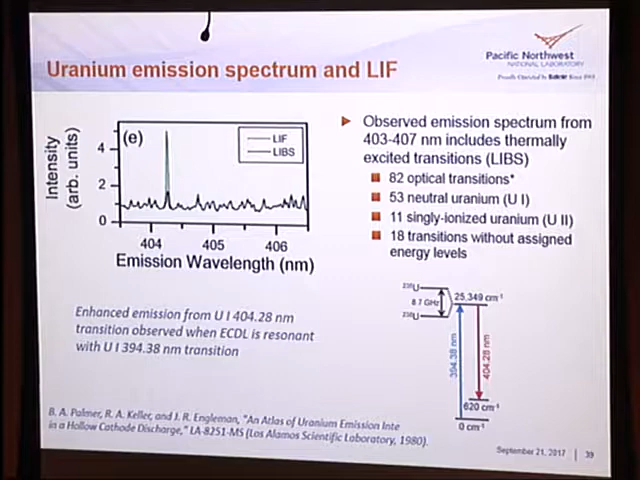 Pacific Northwest
NATIONAL LABORATORY
Proudly Operated by Battelle Since 1965
Uranium emission spectrum and LIF
Intensity
(arb. units)
4
2
0
(e)
LIF
LIBS
404
405
406
Emission Wavelength (nm)
Observed emission spectrum from
403-407 nm includes thermally
excited transitions (LIBS)
82 optical transitions*
53 neutral uranium (U I)
11 singly-ionized uranium (U II)
18 transitions without assigned
energy levels
Enhanced emission from U I 404.28 nm
transition observed when ECDL is resonant
with U I 394.38 nm transition
8.7 GHz
25,349 cm⁻¹
394.38 nm
404.28 nm
620 cm⁻¹
0 cm⁻¹
B. A. Palmer, R. A. Keller, and J. R. Engleman, "An Atlas of Uranium Emission Inte
in a Hollow Cathode Discharge," LA-8251-MS (Los Alamos Scientific Laboratory, 1980).
September 21, 2017 | 39